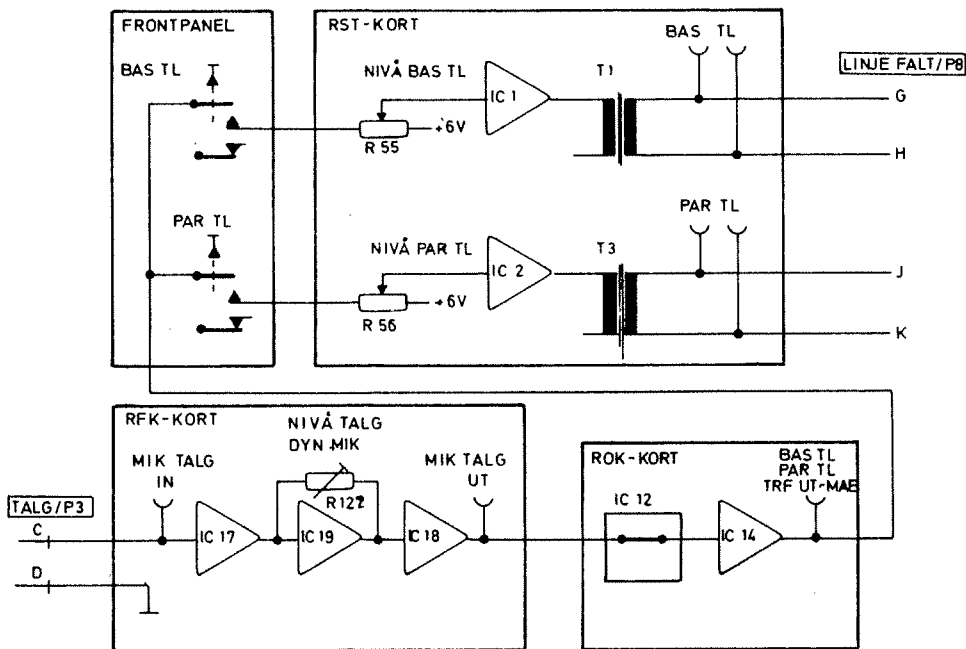 FRONTPANEL
BAS TL
PAR TL
RST-KORT
NIVÅ BAS TL
+6V
R 55
IC 1
T1
BAS TL
LINJE FALT/P8
G
H
NIVÅ PAR TL
+6V
R 56
IC 2
T3
PAR TL
J
K
RFK-KORT
MIK TALG
IN
NIVÅ TALG
DYN.MIK
R122
MIK TALG
UT
TALG/P3
C
D
IC 17
IC 19
IC 18
ROK-KORT
IC 12
IC 14
BAS TL
PAR TL
TRF UT-MAE